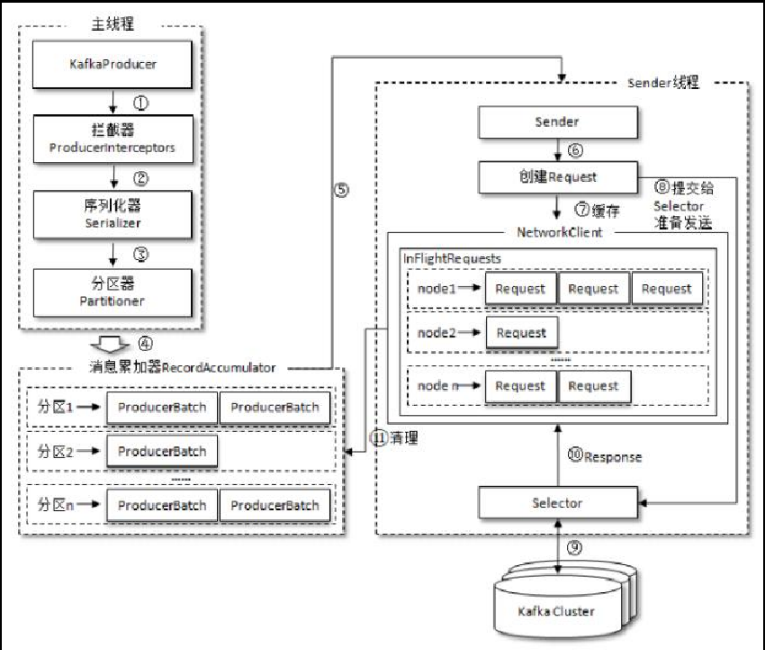 主线程
KafkaProducer
①
拦截器
ProducerInterceptors
②
序列化器
Serializer
③
分区器
Partitioner
④
消息累加器RecordAccumulator
分区1
ProducerBatch
ProducerBatch
分区2
ProducerBatch
......
分区n
ProducerBatch
ProducerBatch
⑤
Sender线程
Sender
⑥
创建Request
⑦缓存
⑧提交给
Selector
准备发送
NetworkClient
InFlightRequests
node1
Request
Request
Request
node2
Request
......
node n
Request
Request
⑪清理
⑩Response
Selector
⑨
Kafka Cluster